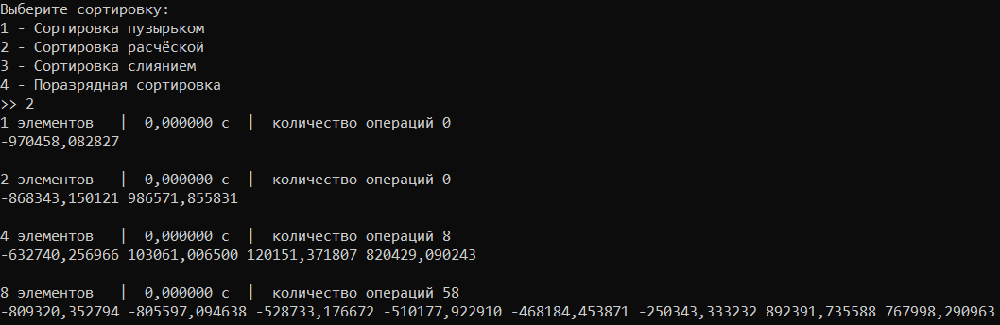 Выберите сортировку:
1 - Сортировка пузырьком
2 - Сортировка расчёской
3 - Сортировка слиянием
4 - Поразрядная сортировка
>> 2
1 элементов | 0,000000 с | количество операций 0
-970458,082827
2 элементов | 0,000000 с | количество операций 0
-868343,150121 986571,855831
4 элементов | 0,000000 с | количество операций 8
-632740,256966 103061,006500 120151,371807 820429,090243
8 элементов | 0,000000 с | количество операций 58
-809320,352794 -805597,094638 -528733,176672 -510177,922910 -468184,453871 -250343,333232 892391,735588 767998,290963